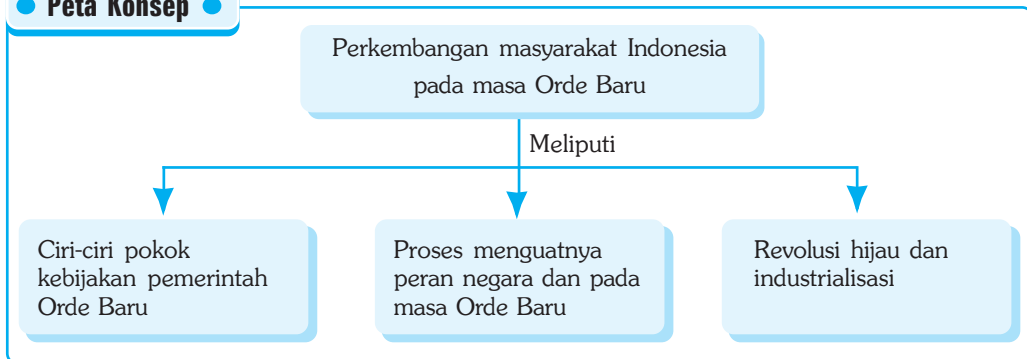 Peta Konsep
Perkembangan masyarakat Indonesia
pada masa Orde Baru
Meliputi
Ciri-ciri pokok
kebijakan pemerintah
Orde Baru
Proses menguatnya
peran negara dan pada
masa Orde Baru
Revolusi hijau dan
industrialisasi